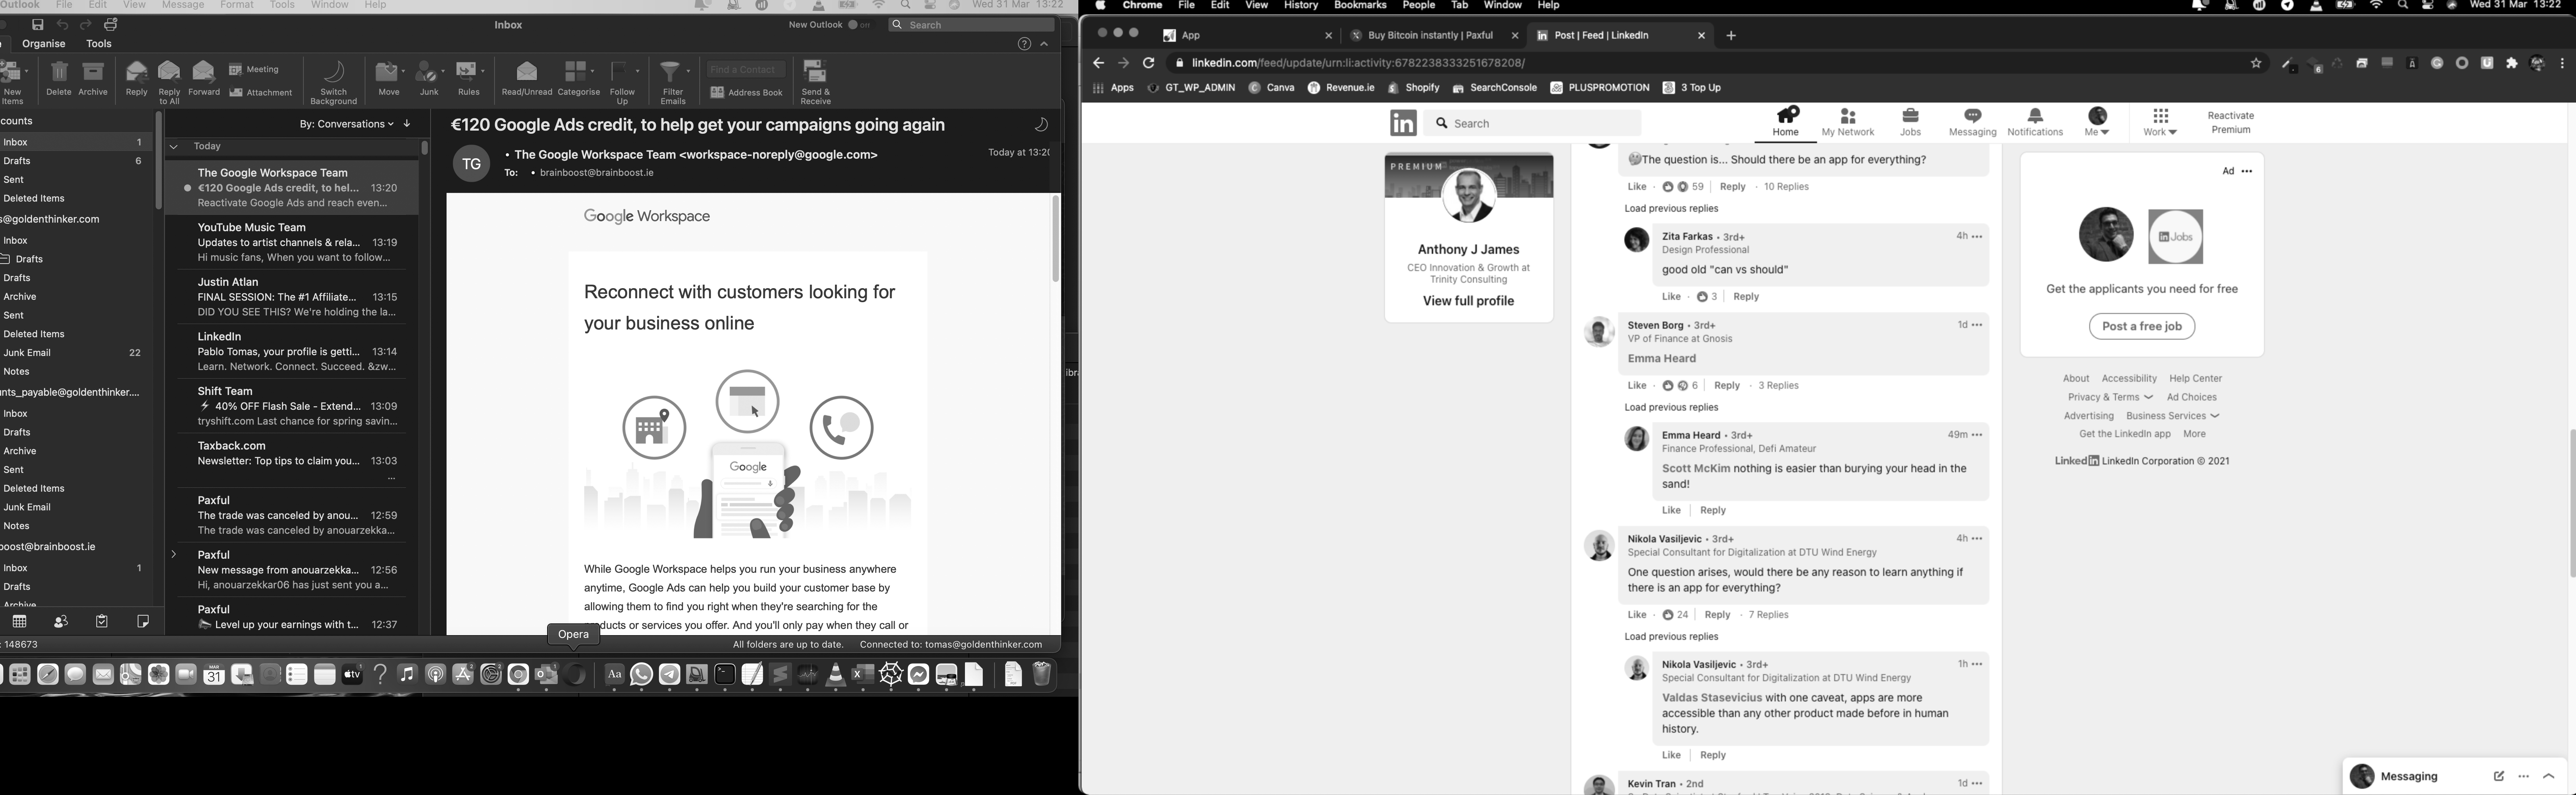 Outlook File Edit View Message Format Tools Window Help Wed 31 Mar 13:22
Inbox
New Outlook Off Search
Organise Tools
New Items
Delete
Archive
Reply
Reply to All
Forward
Meeting
Attachment
Switch Background
Move
Junk
Rules
Read/Unread
Categorise
Follow Up
Filter Emails
Find a Contact
Address Book
Send & Receive
counts
Inbox 1
Drafts 6
Sent
Deleted Items
s@goldenthinker.com
Inbox
Drafts
Drafts
Archive
Sent
Deleted Items
Junk Email 22
Notes
nts_payable@goldenthinker....
Inbox
Drafts
Archive
Sent
Deleted Items
Junk Email
Notes
oost@brainboost.ie
Inbox 1
Drafts
Archive
: 148673
By: Conversations
Today
The Google Workspace Team
€120 Google Ads credit, to hel... 13:20
Reactivate Google Ads and reach even...
YouTube Music Team
Updates to artist channels & rela... 13:19
Hi music fans, When you want to follow...
Justin Atlan
FINAL SESSION: The #1 Affiliate... 13:15
DID YOU SEE THIS? We're holding the la...
LinkedIn
Pablo Tomas, your profile is getti... 13:14
Learn. Network. Connect. Succeed. &zw...
Shift Team
⚡ 40% OFF Flash Sale - Extend... 13:09
tryshift.com Last chance for spring savin...
Taxback.com
Newsletter: Top tips to claim you... 13:03
...
Paxful
The trade was canceled by anou... 12:59
The trade was canceled by anouarzekka...
Paxful
New message from anouarzekka... 12:56
Hi, anouarzekkar06 has just sent you a...
Paxful
Level up your earnings with t... 12:37
€120 Google Ads credit, to help get your campaigns going again
TG
• The Google Workspace Team <workspace-noreply@google.com>
Today at 13:20
To: • brainboost@brainboost.ie
Google Workspace
Reconnect with customers looking for
your business online
Google
While Google Workspace helps you run your business anywhere
anytime, Google Ads can help you build your customer base by
allowing them to find you right when they're searching for the
ducts or services you offer. And you'll only pay when they call or
Opera
All folders are up to date. Connected to: tomas@goldenthinker.com
MAR
31
tv
Aa
Chrome File Edit View History Bookmarks People Tab Window Help Wed 31 Mar 13:22
App
Buy Bitcoin instantly | Paxful
Post | Feed | LinkedIn
linkedin.com/feed/update/urn:li:activity:6782238333251678208/
Apps GT_WP_ADMIN Canva Revenue.ie Shopify SearchConsole PLUSPROMOTION 3 Top Up
in
Search
Home
My Network
Jobs
Messaging
Notifications
Me
Work
Reactivate
Premium
PREMIUM
Anthony J James
CEO Innovation & Growth at
Trinity Consulting
View full profile
The question is... Should there be an app for everything?
Like · 59 | Reply · 10 Replies
Load previous replies
Zita Farkas • 3rd+ 4h
Design Professional
good old "can vs should"
Like · 3 | Reply
Steven Borg • 3rd+ 1d
VP of Finance at Gnosis
Emma Heard
Like · 6 | Reply · 3 Replies
Load previous replies
Emma Heard • 3rd+ 49m
Finance Professional, Defi Amateur
Scott McKim nothing is easier than burying your head in the
sand!
Like | Reply
Nikola Vasiljevic • 3rd+ 4h
Special Consultant for Digitalization at DTU Wind Energy
One question arises, would there be any reason to learn anything if
there is an app for everything?
Like · 24 | Reply · 7 Replies
Load previous replies
Nikola Vasiljevic • 3rd+ 1h
Special Consultant for Digitalization at DTU Wind Energy
Valdas Stasevicius with one caveat, apps are more
accessible than any other product made before in human
history.
Like | Reply
Kevin Tran • 2nd 1d
Ad
in Jobs
Get the applicants you need for free
Post a free job
About Accessibility Help Center
Privacy & Terms Ad Choices
Advertising Business Services
Get the LinkedIn app More
LinkedIn LinkedIn Corporation © 2021
Messaging